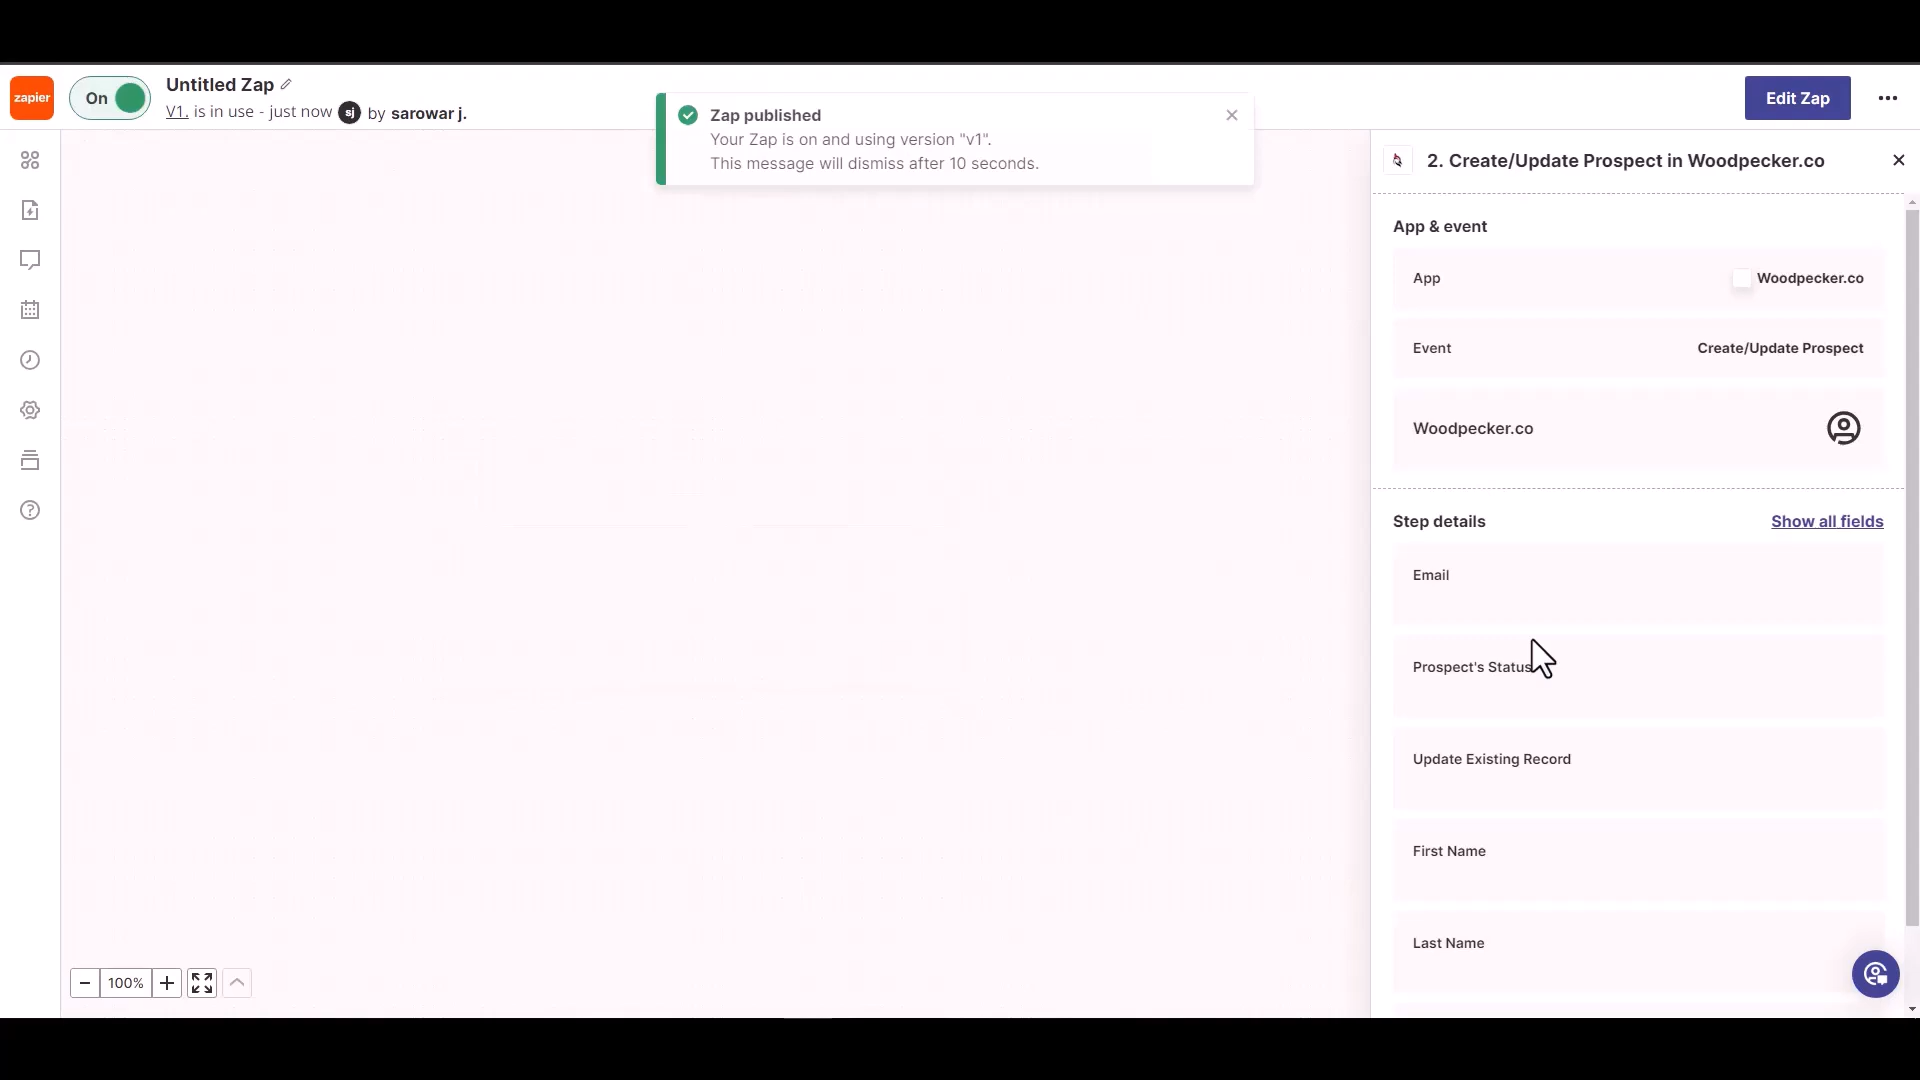 zapier
On
Untitled Zap
V1. is in use - just now sj by sarowar j.
Zap published
Your Zap is on and using version "v1".
This message will dismiss after 10 seconds.
Edit Zap
2. Create/Update Prospect in Woodpecker.co
App & event
App
Woodpecker.co
Event
Create/Update Prospect
Woodpecker.co
Step details
Show all fields
Email
Prospect's Status
Update Existing Record
First Name
Last Name
100%